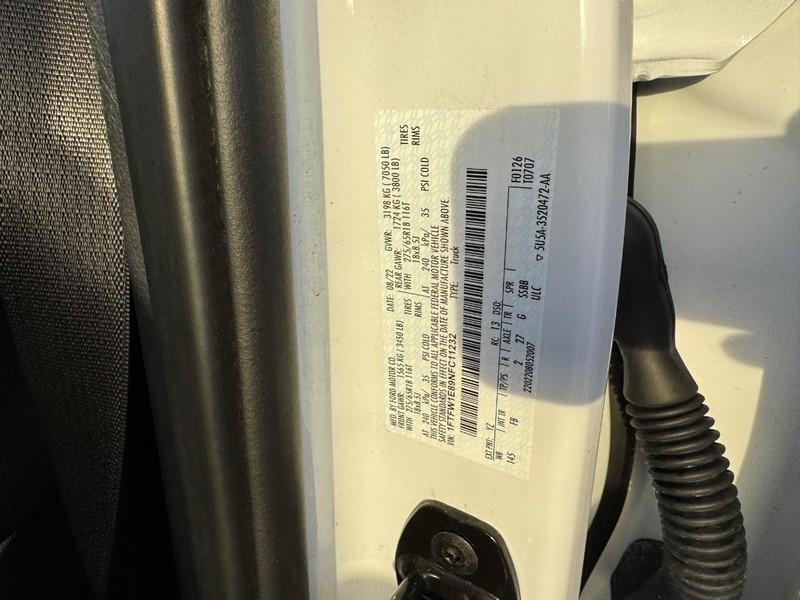 MFD. BY FORD MOTOR CO.
DATE: 08/22 GVWR: 3198 KG ( 7050 LB)
FRONT GAWR: 1565 KG ( 3450 LB) REAR GAWR: 1724 KG ( 3800 LB)
WITH 275/65R18 116T TIRES WITH 275/65R18 116T TIRES
18x8.5J RIMS 18x8.5J RIMS
AT 240 kPa/ 35 PSI COLD AT 240 kPa/ 35 PSI COLD
THIS VEHICLE CONFORMS TO ALL APPLICABLE FEDERAL MOTOR VEHICLE
SAFETY STANDARDS IN EFFECT ON THE DATE OF MANUFACTURE SHOWN ABOVE.
VIN: 1FTFW1E89NFC11232 TYPE: Truck
F0126
T0707
EXT PNT: YZ RC: 13 DSO:
WB INT TR TP/PS R AXLE TR SPR
145 FB 2 27 G SSBB
2202208052007 ULC ▽ 5U5A-3520472-AA